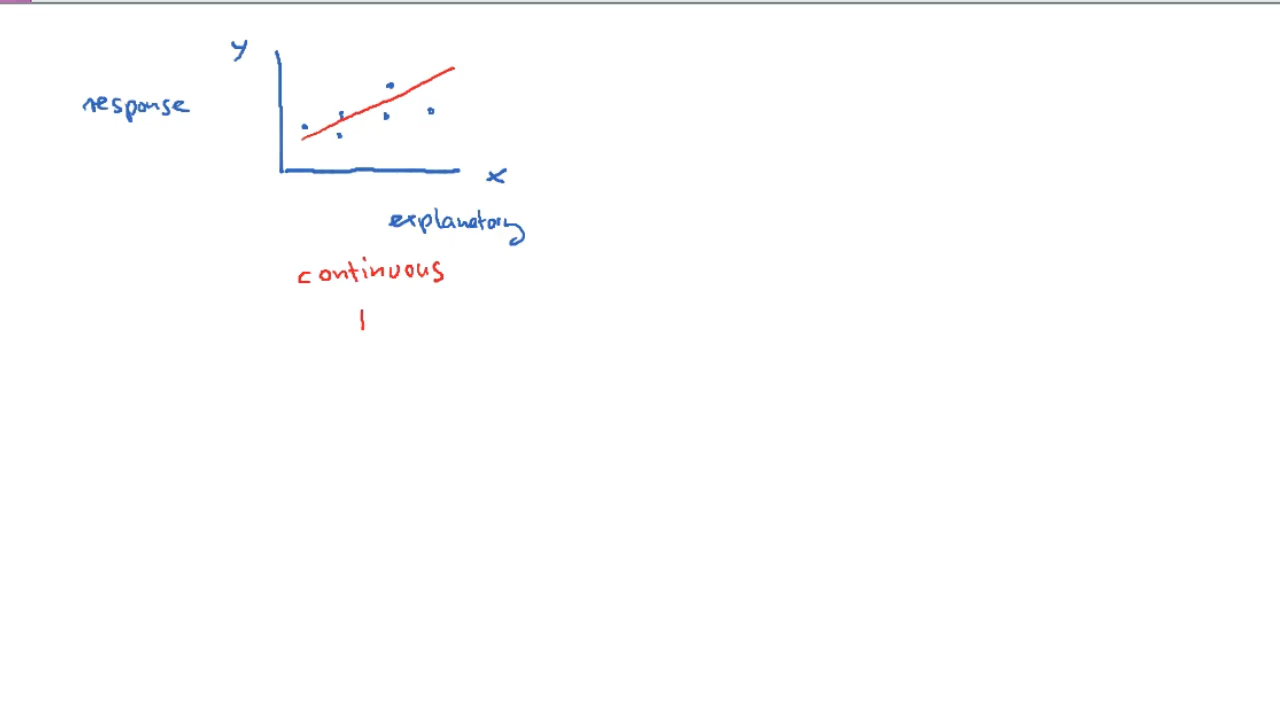 y
response
x
explanatory
continuous